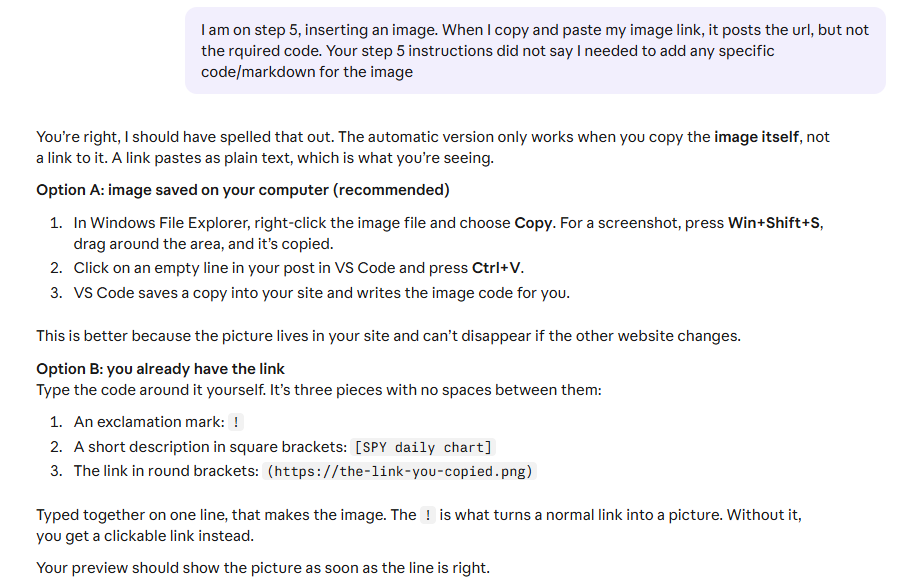 I am on step 5, inserting an image. When I copy and paste my image link, it posts the url, but not
the rquired code. Your step 5 instructions did not say I needed to add any specific
code/markdown for the image
You’re right, I should have spelled that out. The automatic version only works when you copy the image itself, not
a link to it. A link pastes as plain text, which is what you’re seeing.
Option A: image saved on your computer (recommended)
1. In Windows File Explorer, right-click the image file and choose Copy. For a screenshot, press Win+Shift+S,
drag around the area, and it’s copied.
2. Click on an empty line in your post in VS Code and press Ctrl+V.
3. VS Code saves a copy into your site and writes the image code for you.
This is better because the picture lives in your site and can’t disappear if the other website changes.
Option B: you already have the link
Type the code around it yourself. It’s three pieces with no spaces between them:
1. An exclamation mark: !
2. A short description in square brackets: [SPY daily chart]
3. The link in round brackets: (https://the-link-you-copied.png)
Typed together on one line, that makes the image. The ! is what turns a normal link into a picture. Without it,
you get a clickable link instead.
Your preview should show the picture as soon as the line is right.